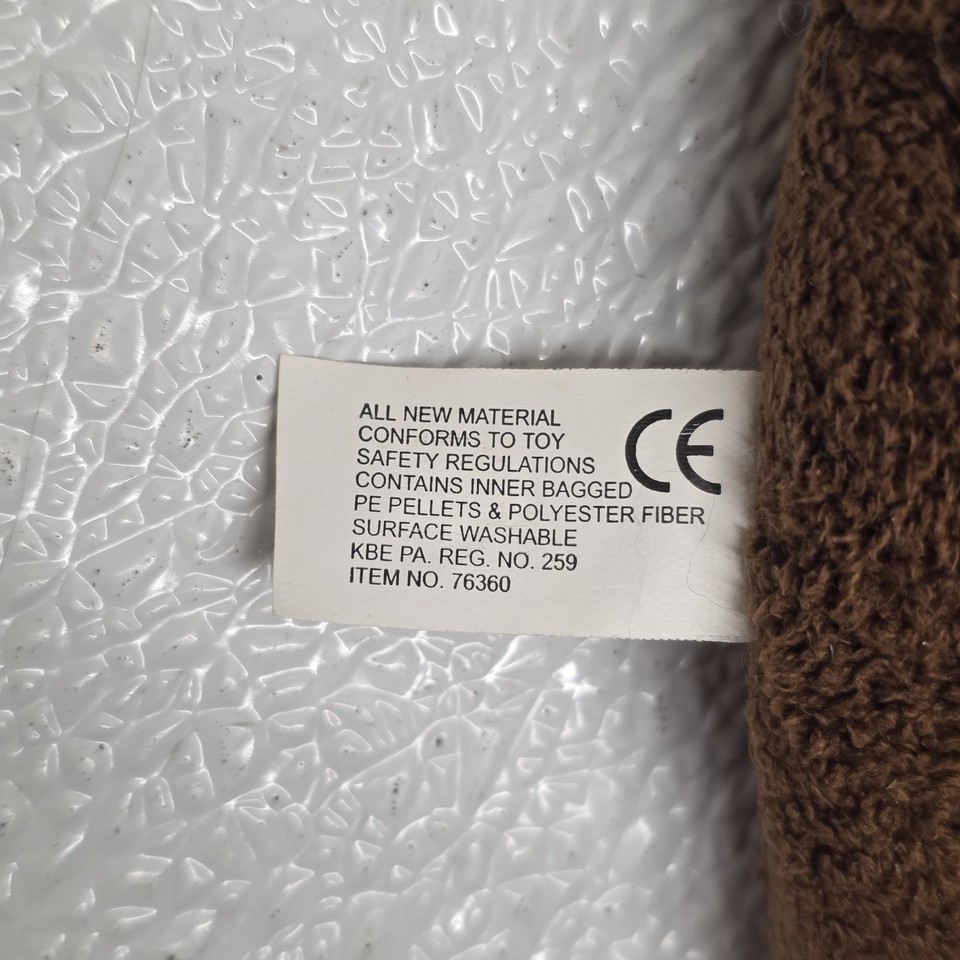 ALL NEW MATERIAL
CONFORMS TO TOY
SAFETY REGULATIONS
CONTAINS INNER BAGGED
PE PELLETS & POLYESTER FIBER
SURFACE WASHABLE
KBE PA. REG. NO. 259
ITEM NO. 76360
CE